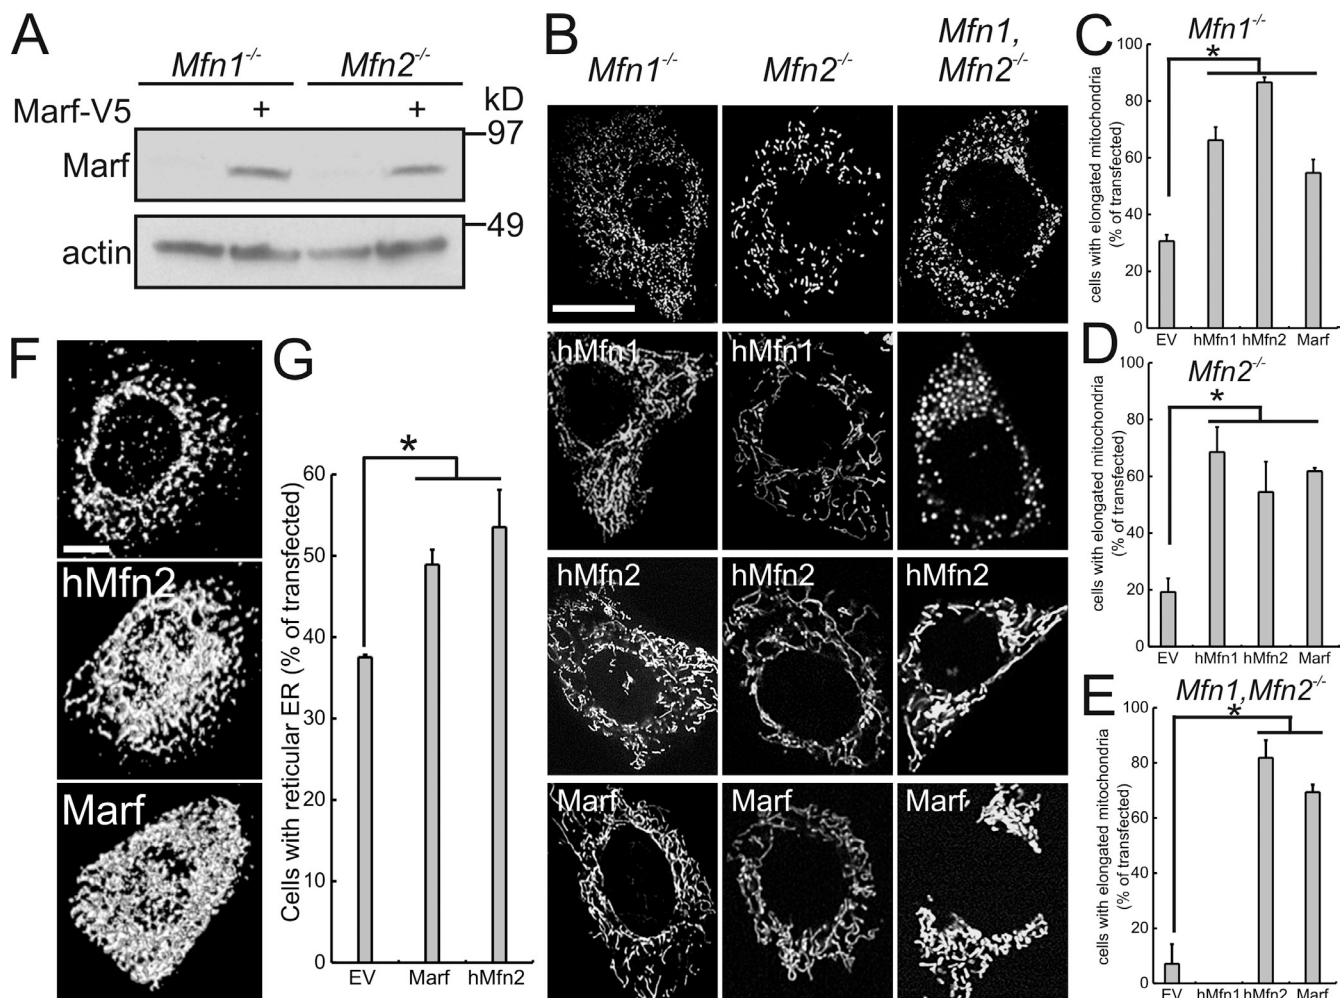 A
Mfn1-/- Mfn2-/-
Marf-V5 + + kD
97
Marf
49
actin
B
Mfn1-/- Mfn2-/- Mfn1,
Mfn2-/-
hMfn1 hMfn1
hMfn2 hMfn2 hMfn2
Marf Marf Marf
C
Mfn1-/-
*
cells with elongated mitochondria
(% of transfected)
100
80
60
40
20
0
EV hMfn1 hMfn2 Marf
D
Mfn2-/-
*
cells with elongated mitochondria
(% of transfected)
100
80
60
40
20
0
EV hMfn1 hMfn2 Marf
E
Mfn1,Mfn2-/-
*
cells with elongated mitochondria
(% of transfected)
100
80
60
40
20
0
EV hMfn1 hMfn2 Marf
F
hMfn2
Marf
G
*
Cells with reticular ER (% of transfected)
60
50
40
30
20
10
0
EV Marf hMfn2